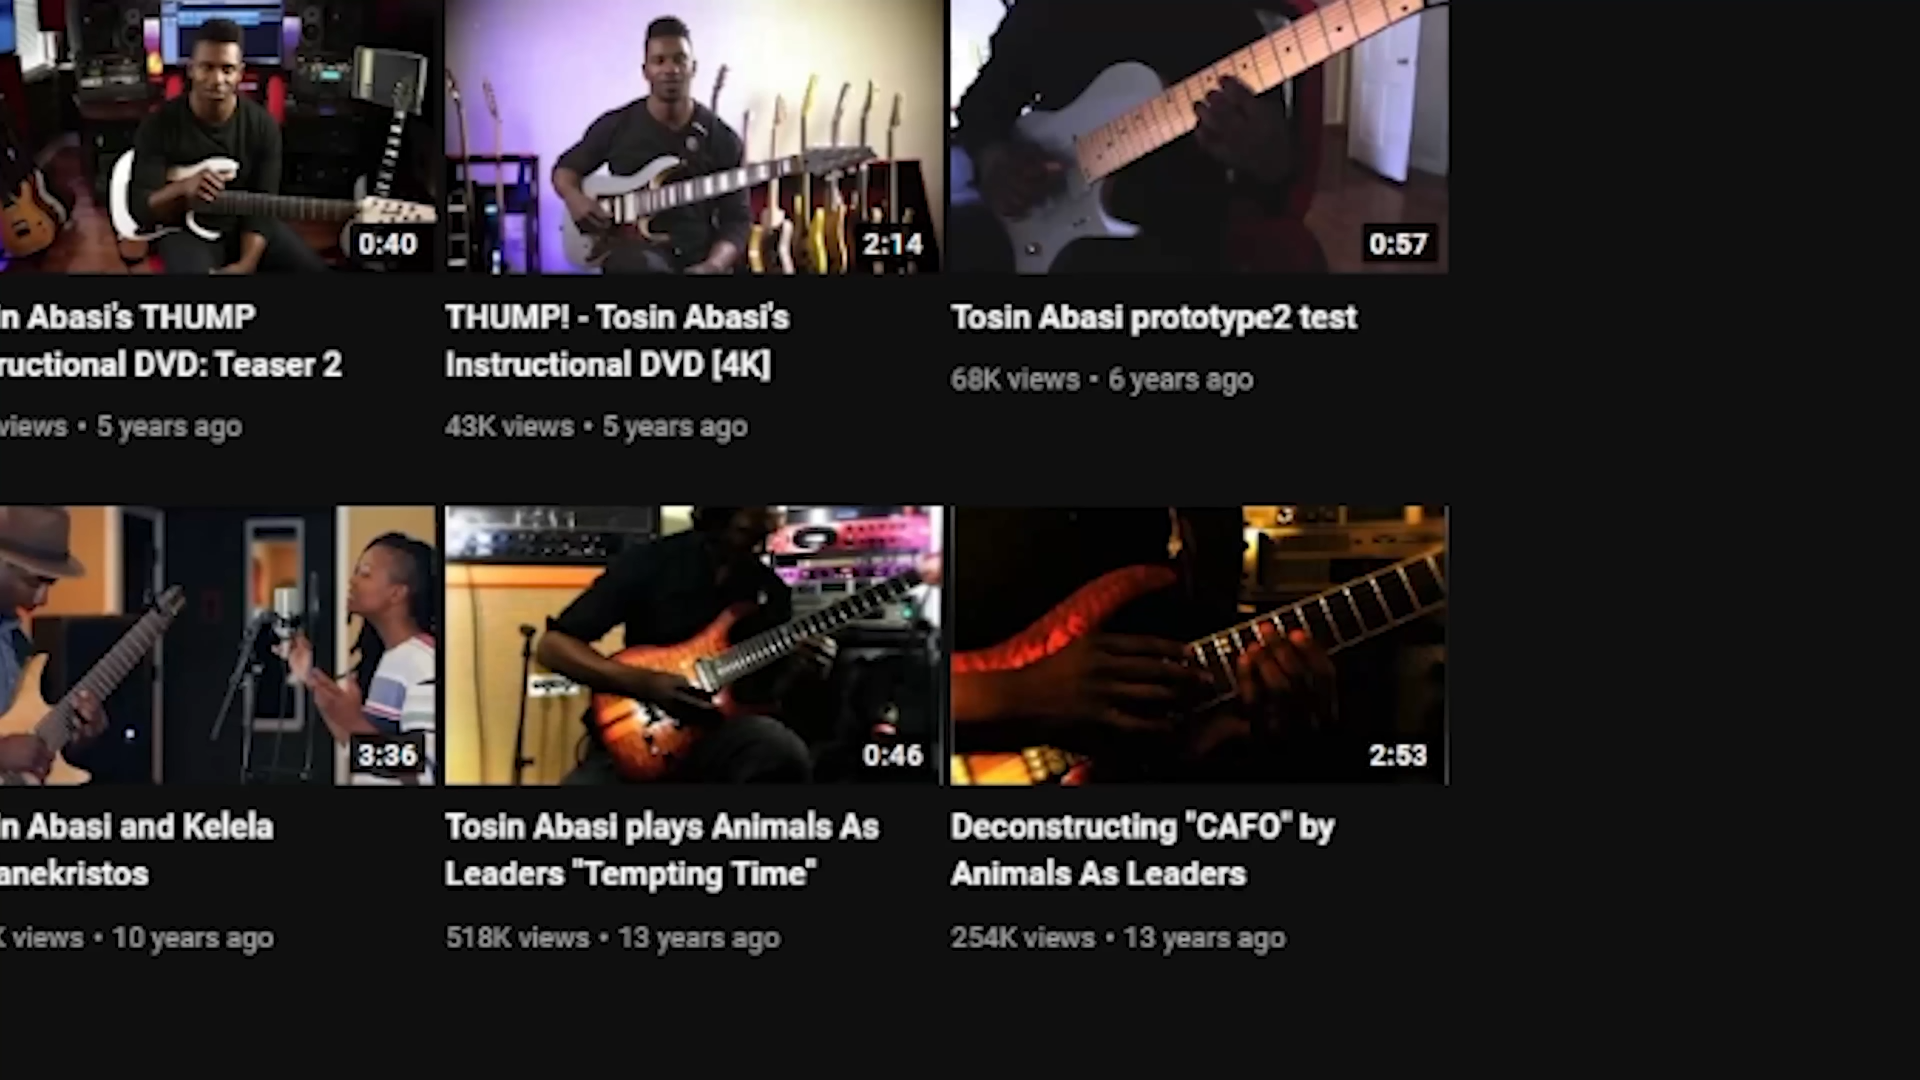 0:40
2:14
0:57
in Abasi's THUMP
ructional DVD: Teaser 2
views • 5 years ago
THUMP! - Tosin Abasi's
Instructional DVD [4K]
43K views • 5 years ago
Tosin Abasi prototype2 test
68K views • 6 years ago
3:36
0:46
2:53
in Abasi and Kelela
anekristos
K views • 10 years ago
Tosin Abasi plays Animals As
Leaders "Tempting Time"
518K views • 13 years ago
Deconstructing "CAFO" by
Animals As Leaders
254K views • 13 years ago